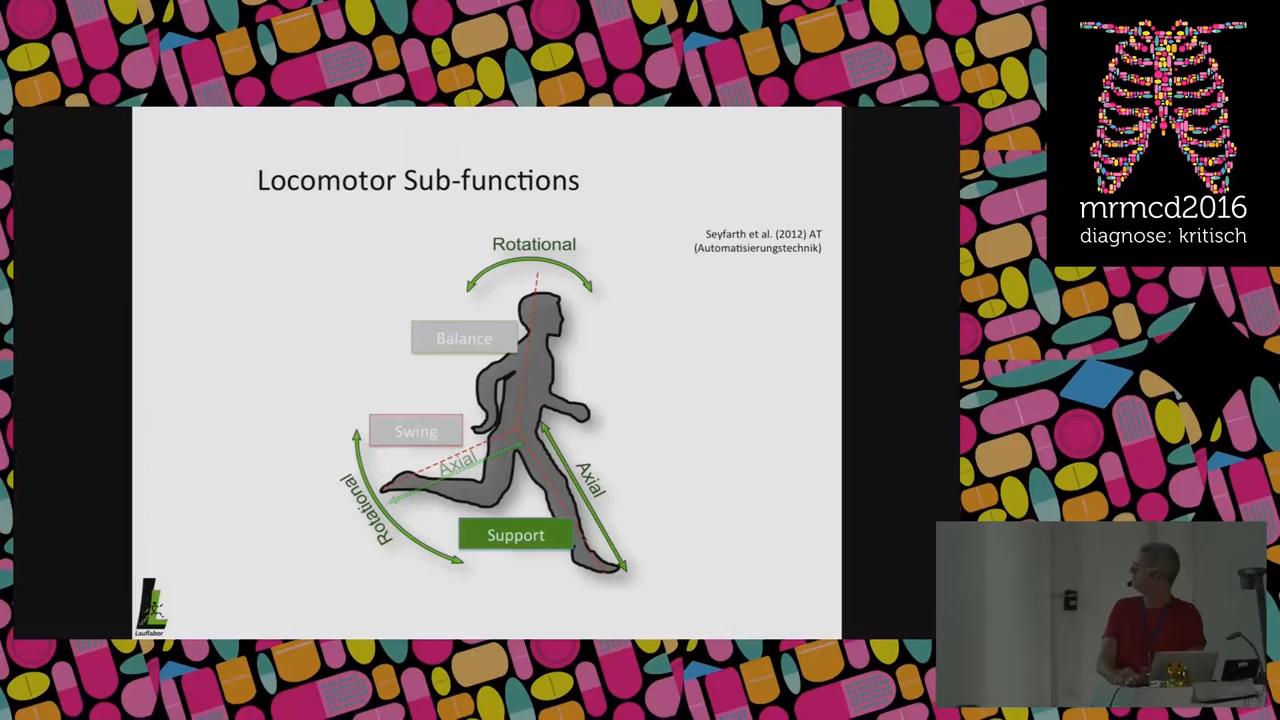 Locomotor Sub-functions
Seyfarth et al. (2012) AT
(Automatisierungstechnik)
Rotational
Balance
Swing
Axial
Axial
Rotational
Support
Lauflabor
mrmcd2016
diagnose: kritisch